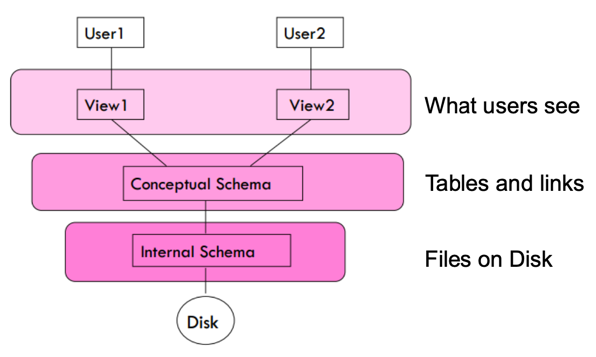 User1
User2
View1
View2
What users see
Conceptual Schema
Tables and links
Internal Schema
Files on Disk
Disk